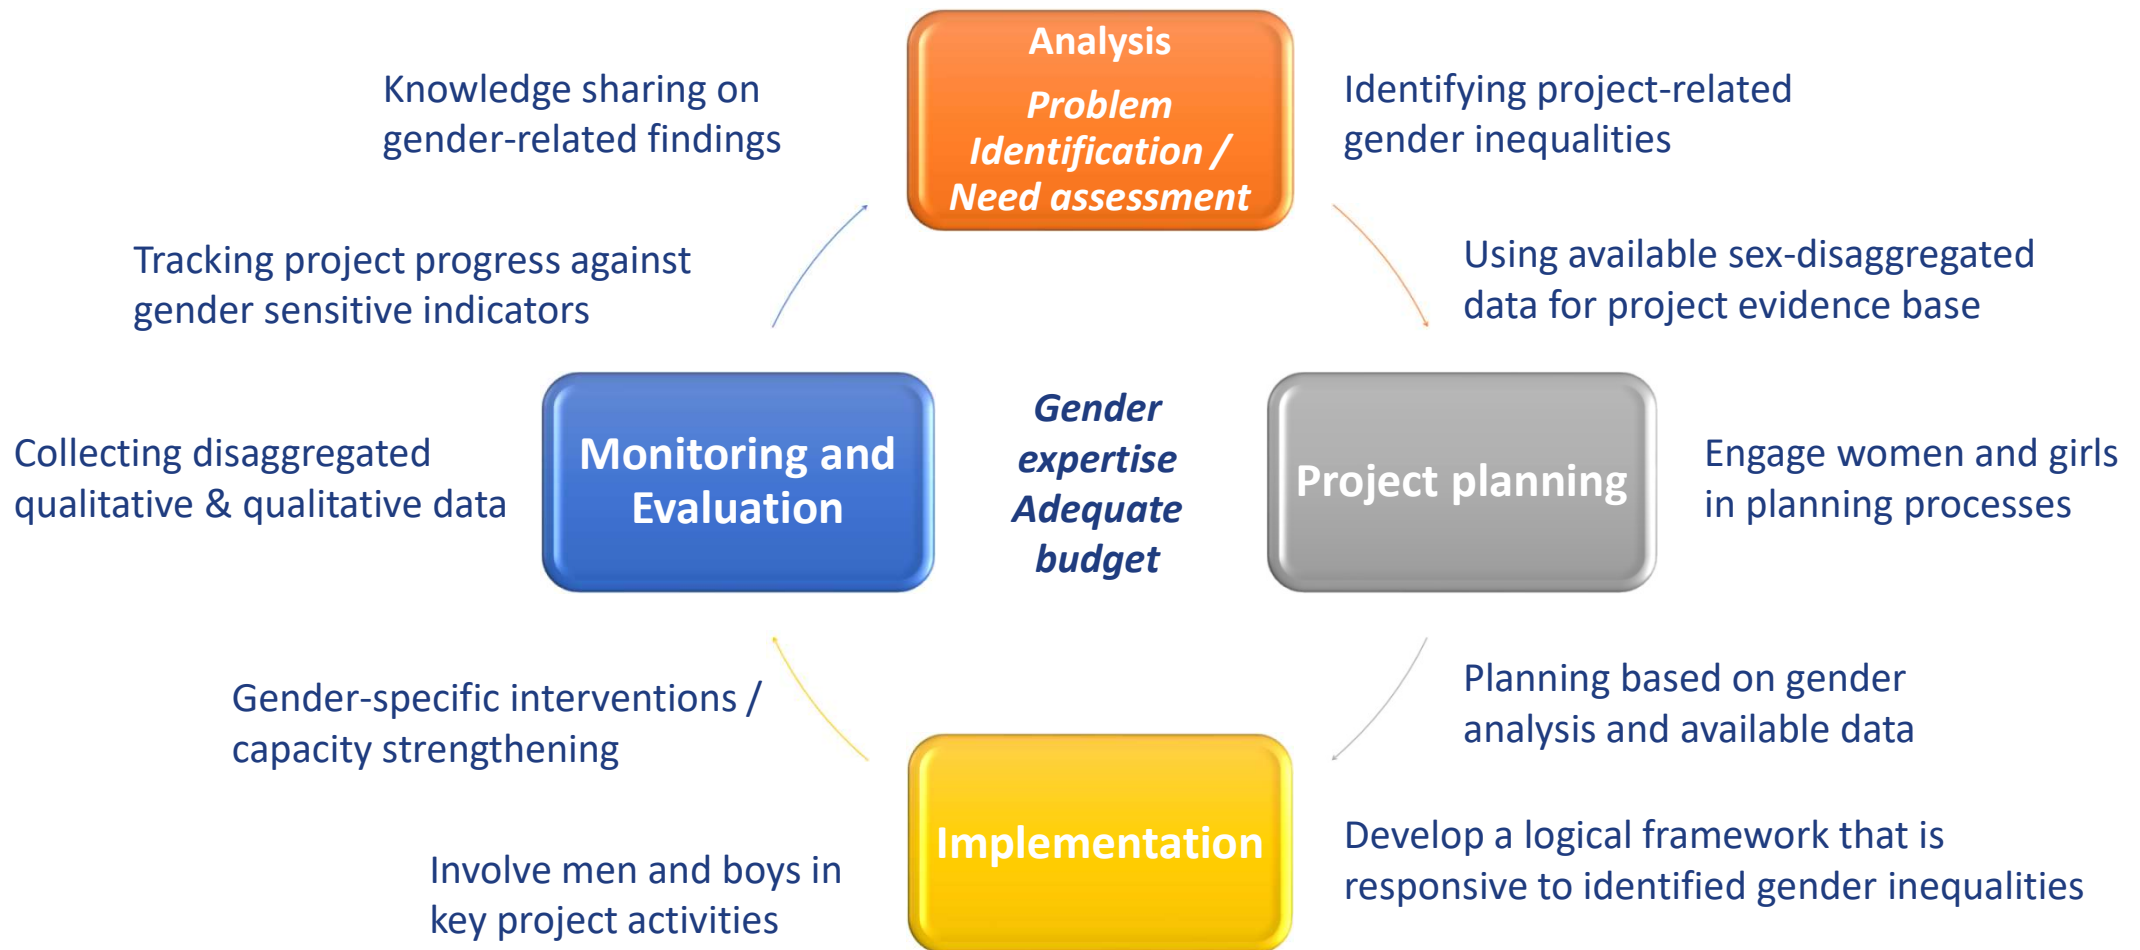 Analysis
Problem
Identification /
Need assessment
Identifying project-related
gender inequalities
Using available sex-disaggregated
data for project evidence base
Project planning
Engage women and girls
in planning processes
Planning based on gender
analysis and available data
Develop a logical framework that is
responsive to identified gender inequalities
Implementation
Involve men and boys in
key project activities
Gender-specific interventions /
capacity strengthening
Monitoring and
Evaluation
Collecting disaggregated
qualitative & qualitative data
Tracking project progress against
gender sensitive indicators
Knowledge sharing on
gender-related findings
Gender
expertise
Adequate
budget